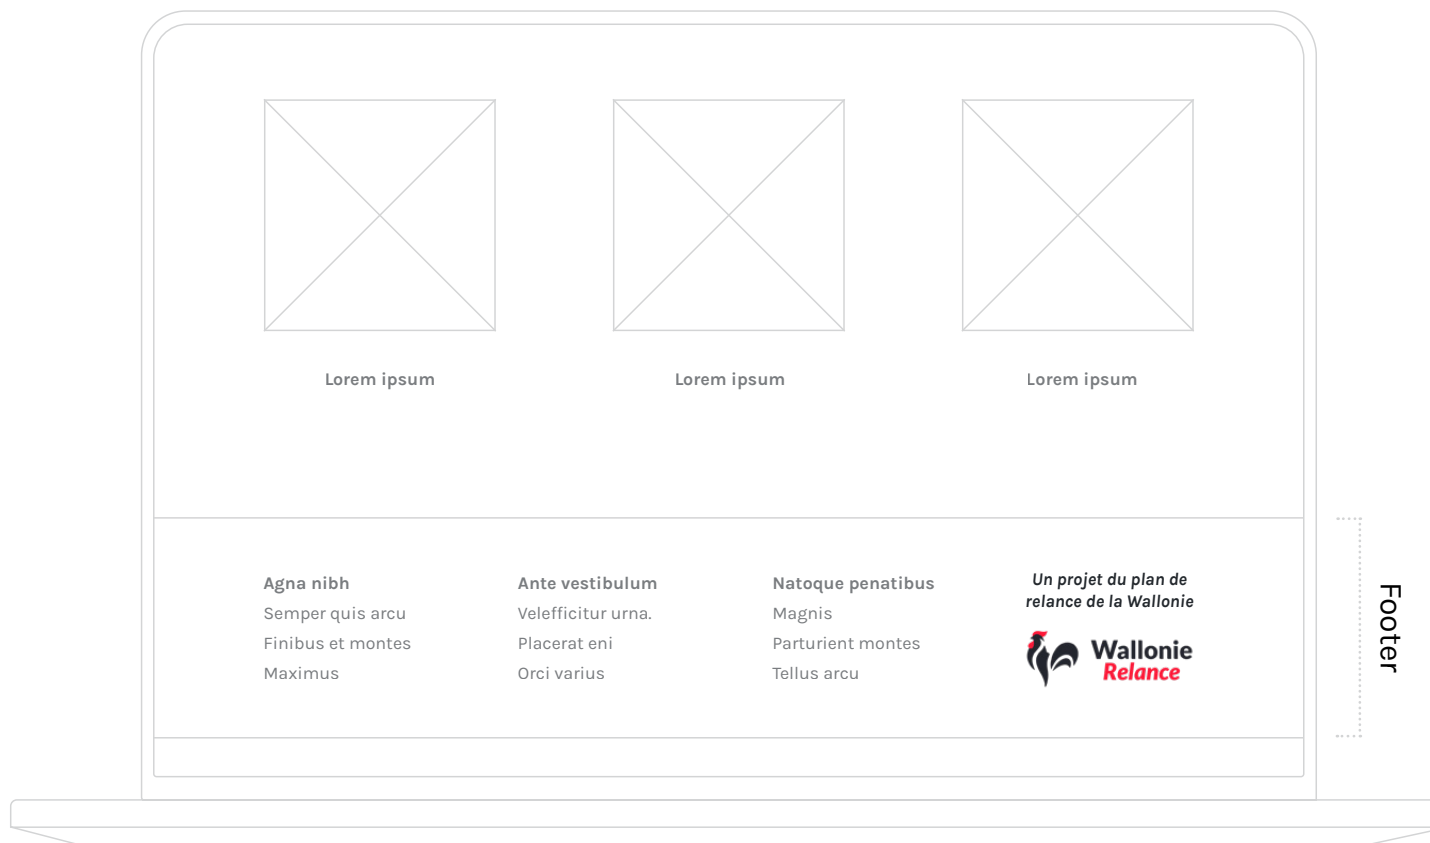 Lorem ipsum
Lorem ipsum
Lorem ipsum
Agna nibh
Semper quis arcu
Finibus et montes
Maximus
Ante vestibulum
Velefficitur urna.
Placerat eni
Orci varius
Natoque penatibus
Magnis
Parturient montes
Tellus arcu
Un projet du plan de
relance de la Wallonie
Wallonie
Relance
Footer